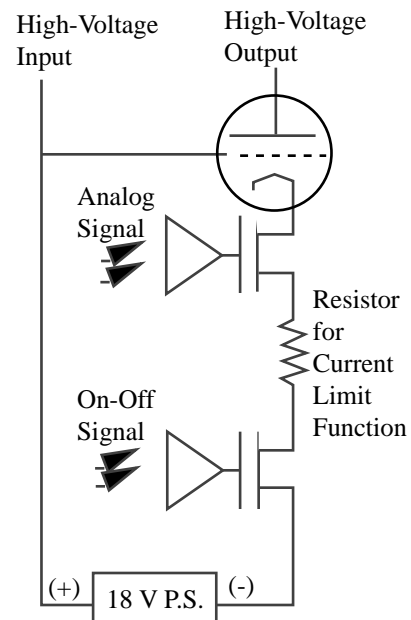 High-Voltage
Input
High-Voltage
Output
Analog
Signal
Resistor
for
Current
Limit
Function
On-Off
Signal
(+)
18 V P.S.
(-)